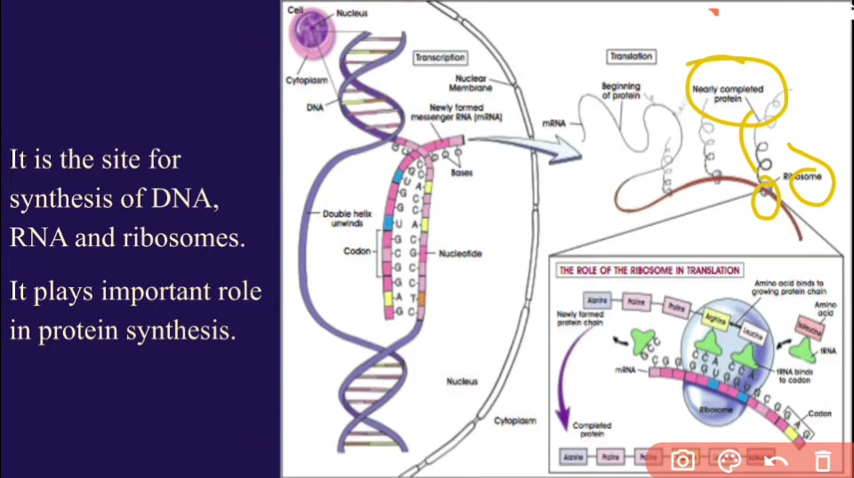 It is the site for
synthesis of DNA,
RNA and ribosomes.
It plays important role
in protein synthesis.
Cell
Nucleus
Cytoplasm
DNA
Transcription
Nuclear
Membrane
Newly formed
messenger RNA (mRNA)
Bases
Double helix
unwinds
Codon
Nucleotide
Nucleus
Cytoplasm
Translation
Beginning
of protein
mRNA
Nearly completed
protein
Ribosome
THE ROLE OF THE RIBOSOME IN TRANSLATION
Amino acid binds to
growing protein chain
Amino
acid
Alanine
Proline
Proline
Arginine
Leucine
Isoleucine
Newly formed
protein chain
tRNA
mRNA
tRNA binds
to codon
Ribosome
Codon
Completed
protein
Alanine
Proline